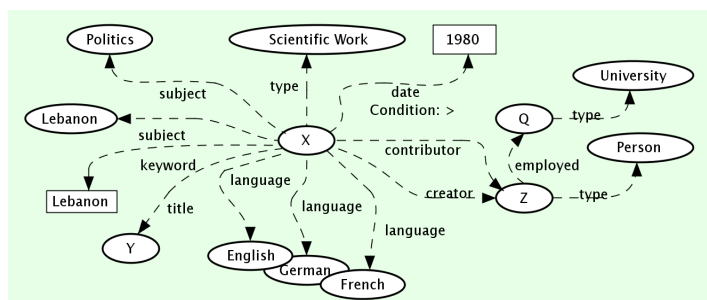 Politics
Scientific Work
1980
University
subject
type
date
Condition: >
Lebanon
Q
type
subject
X
contributor
Person
keyword
employed
Lebanon
language
creator
Z
type
title
language
language
Y
English
German
French